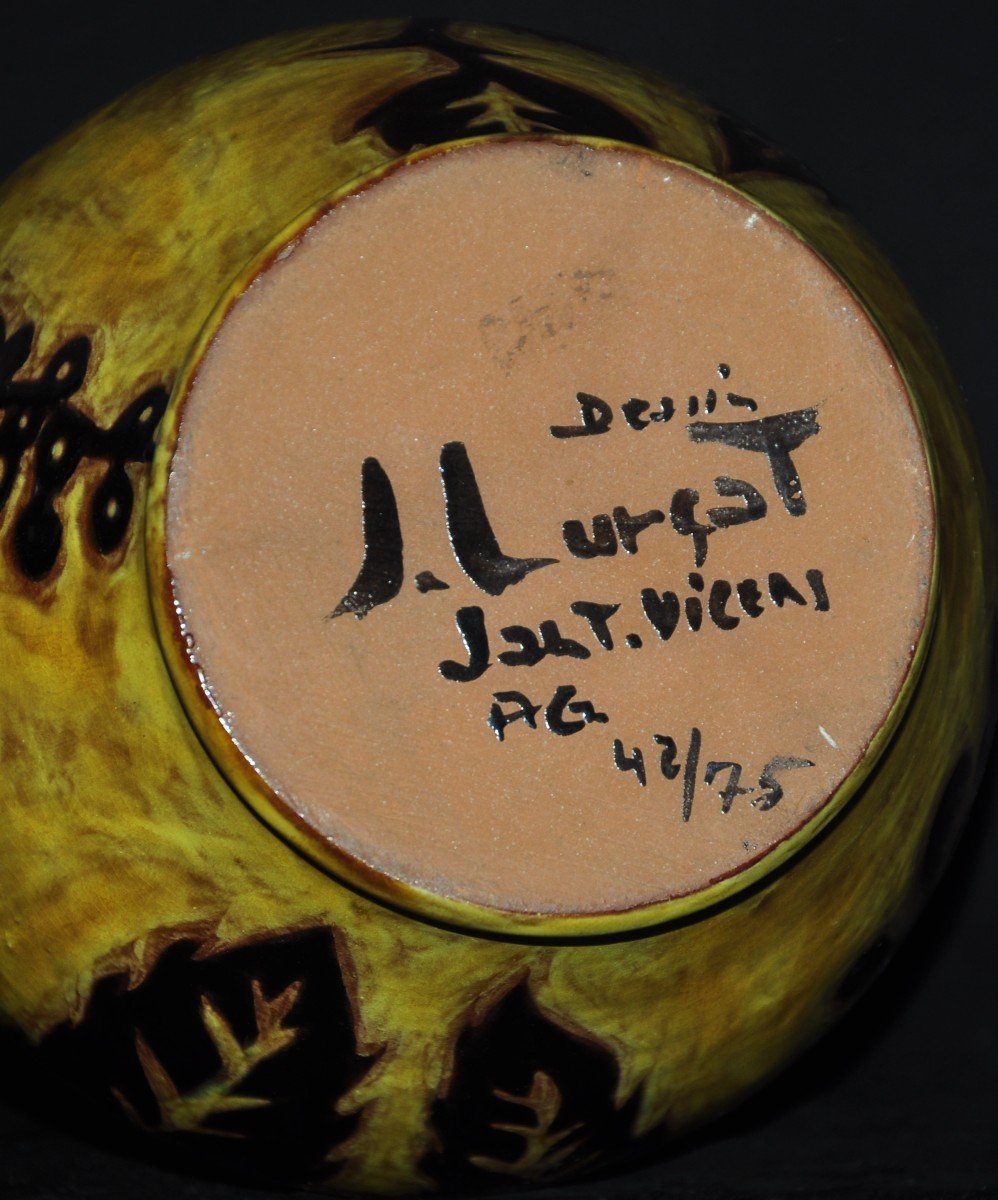 Dessin
J. Lurçat
Sant. Vicens
AG
42/75